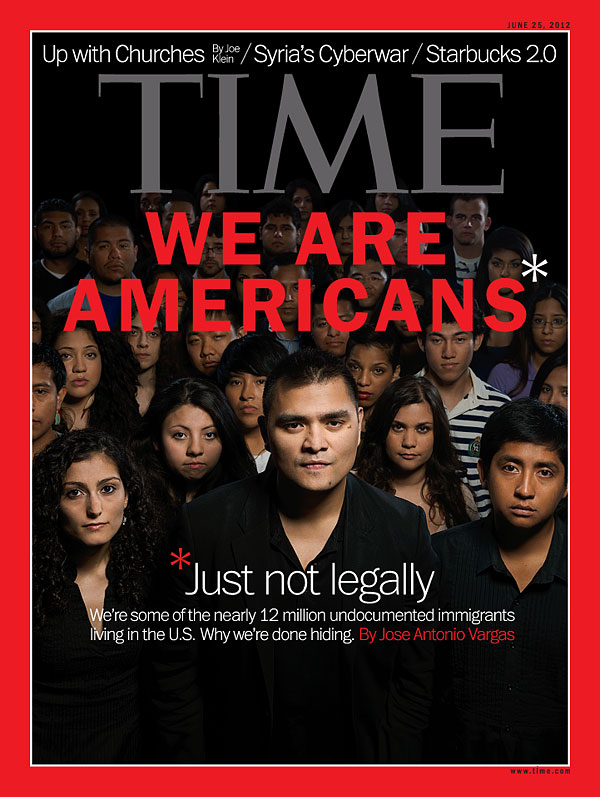 JUNE 25, 2012
Up with Churches By Joe Klein / Syria's Cyberwar / Starbucks 2.0
TIME
WE ARE
AMERICANS*
*Just not legally
We're some of the nearly 12 million undocumented immigrants
living in the U.S. Why we're done hiding. By Jose Antonio Vargas
www.time.com